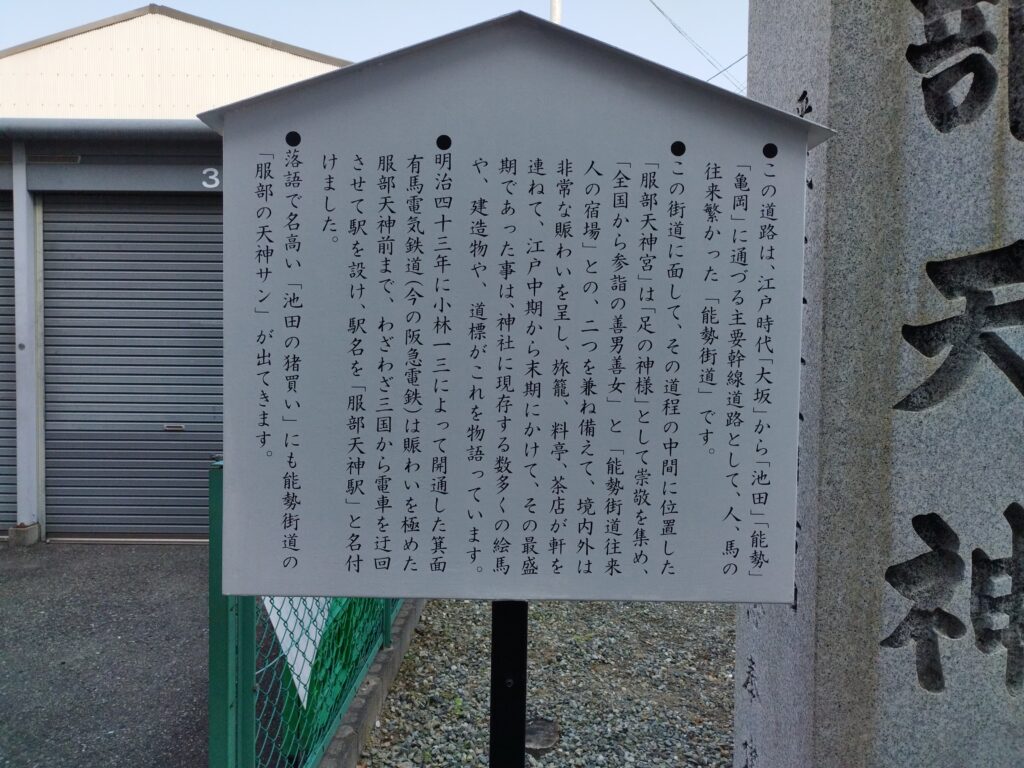 ●この道路は、江戸時代「大坂」から「池田」「能勢」
「亀岡」に通づる主要幹線道路として、人、馬の
往来繁かった「能勢街道」です。
●この街道に面して、その道程の中間に位置した
「服部天神宮」は「足の神様」として崇敬を集め、
「全国から参詣の善男善女」と「能勢街道往来
人の宿場」との、二つを兼ね備えて、境内外は
非常な賑わいを呈し、旅籠、料亭、茶店が軒を
連ねて、江戸中期から末期にかけて、その最盛
期であった事は、神社に現存する数多くの絵馬
や、建造物や、道標がこれを物語っています。
●明治四十三年に小林一三によって開通した箕面
有馬電気鉄道(今の阪急電鉄)は賑わいを極めた
服部天神前まで、わざわざ三国から電車を迂回
させて駅を設け、駅名を「服部天神駅」と名付
けました。
●落語で名高い「池田の猪買い」にも能勢街道の
「服部の天神サン」が出てきます。
3
天神